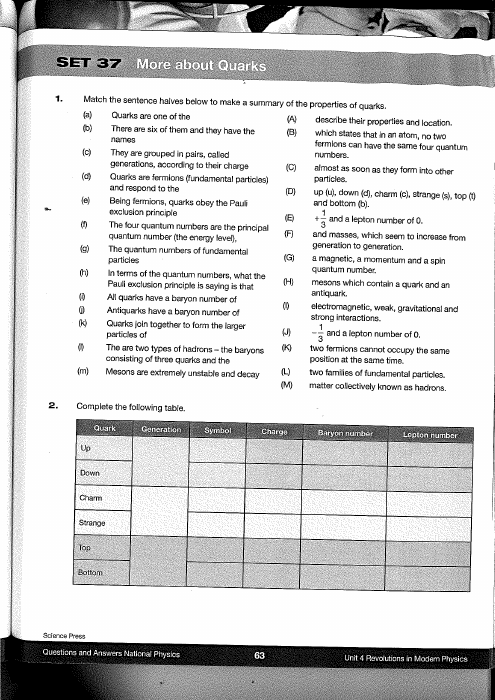 SET 37 More about Quarks
1. Match the sentence halves below to make a summary of the properties of quarks.
(a) Quarks are one of the
(b) There are six of them and they have the
names
(c) They are grouped in pairs, called
generations, according to their charge
(d) Quarks are fermions (fundamental particles)
and respond to the
(e) Being fermions, quarks obey the Pauli
exclusion principle
(f) The four quantum numbers are the principal
quantum number (the energy level),
(g) The quantum numbers of fundamental
particles
(h) In terms of the quantum numbers, what the
Pauli exclusion principle is saying is that
(i) All quarks have a baryon number of
(j) Antiquarks have a baryon number of
(k) Quarks join together to form the larger
particles of
(l) The are two types of hadrons – the baryons
consisting of three quarks and the
(m) Mesons are extremely unstable and decay
(A) describe their properties and location.
(B) which states that in an atom, no two
fermions can have the same four quantum
numbers.
(C) almost as soon as they form into other
particles.
(D) up (u), down (d), charm (c), strange (s), top (t)
and bottom (b).
(E) +1/3 and a lepton number of 0.
(F) and masses, which seem to increase from
generation to generation.
(G) a magnetic, a momentum and a spin
quantum number.
(H) mesons which contain a quark and an
antiquark.
(I) electromagnetic, weak, gravitational and
strong interactions.
(J) –1/3 and a lepton number of 0.
(K) two fermions cannot occupy the same
position at the same time.
(L) two families of fundamental particles.
(M) matter collectively known as hadrons.
2. Complete the following table.
Quark Generation Symbol Charge Baryon number Lepton number
Up
Down
Charm
Strange
Top
Bottom
Science Press
Questions and Answers National Physics 63 Unit 4 Revolutions in Modern Physics